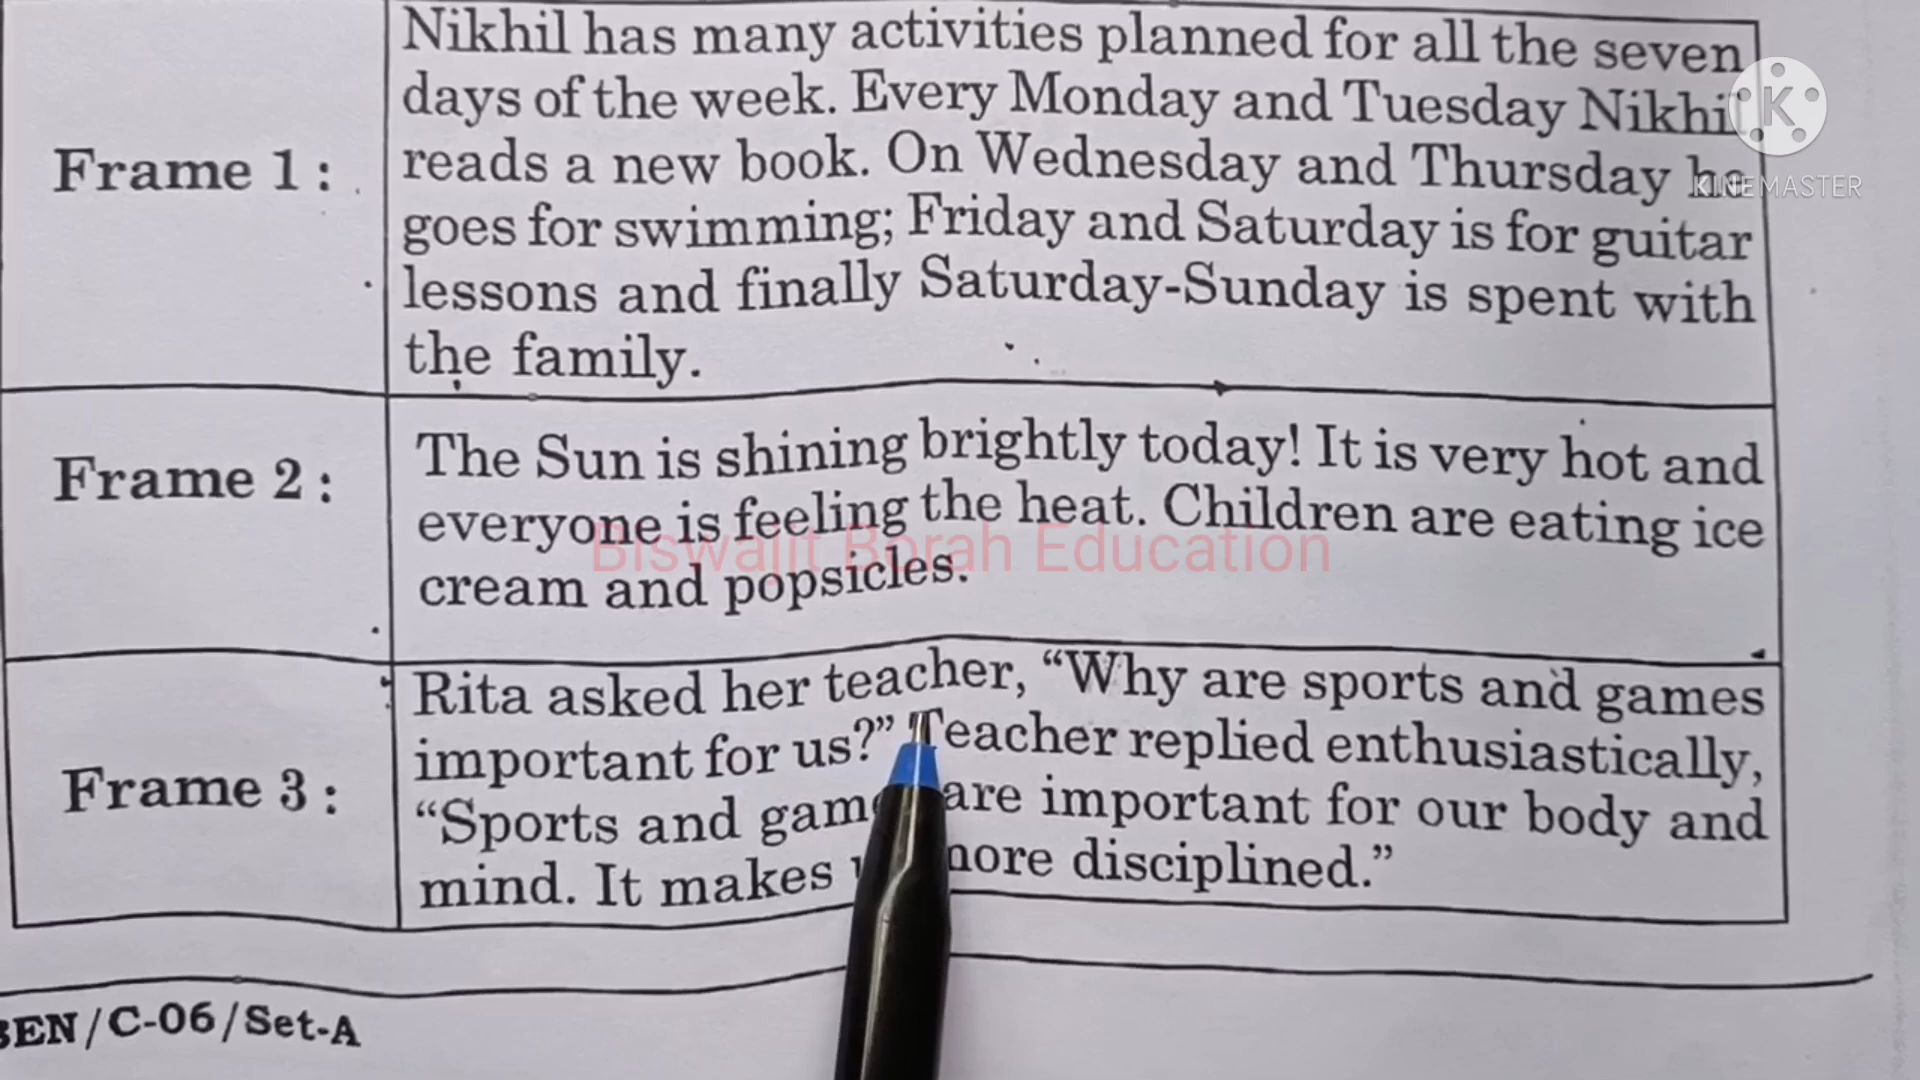 Nikhil has many activities planned for all the seven
days of the week. Every Monday and Tuesday Nikhil
Frame 1 :
reads a new book. On Wednesday and Thursday he
goes for swimming; Friday and Saturday is for guitar
lessons and finally Saturday-Sunday is spent with
the family.
Frame 2 :
The Sun is shining brightly today! It is very hot and
everyone is feeling the heat. Children are eating ice
cream and popsicles.
Frame 3 :
Rita asked her teacher, “Why are sports and games
important for us?” Teacher replied enthusiastically,
“Sports and are important for our body and
mind. It makes more disciplined.”
/C-06/Set-A
K
KINEMASTER
Biswajit Borah Education